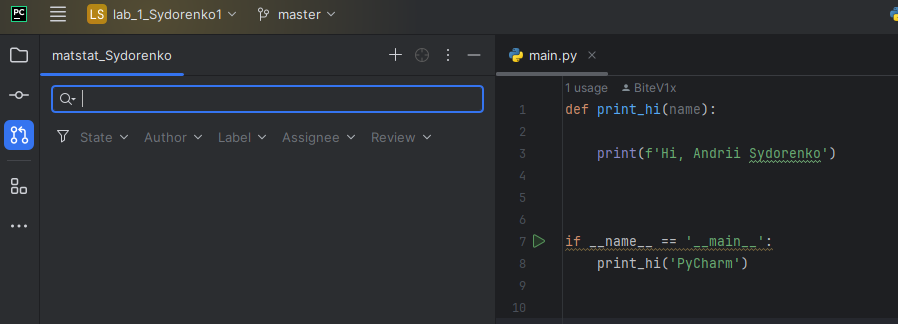 PC LS lab_1_Sydorenko1 master
matstat_Sydorenko
State Author Label Assignee Review
main.py
1 usage BiteV1x
1 def print_hi(name):
2
3 print(f'Hi, Andrii Sydorenko')
4
5
6
7 if __name__ == '__main__':
8 print_hi('PyCharm')
9
10